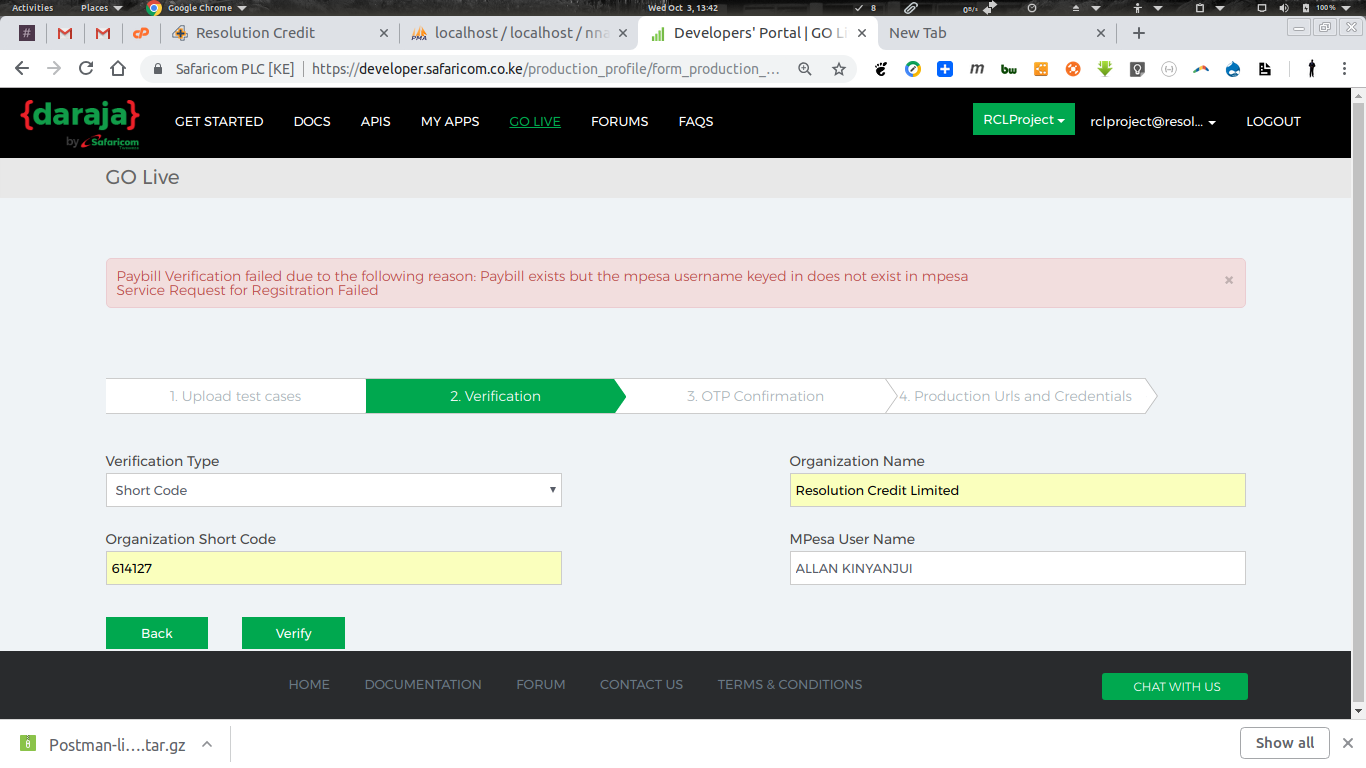 Activities Places Google Chrome Wed Oct 3, 13:42 8 100%
Resolution Credit localhost / localhost / nna Developers' Portal | GO Li New Tab
Safaricom PLC [KE] https://developer.safaricom.co.ke/production_profile/form_production_...
{daraja}
by Safaricom
GET STARTED DOCS APIS MY APPS GO LIVE FORUMS FAQS RCLProject rclproject@resol... LOGOUT
GO Live
Paybill Verification failed due to the following reason: Paybill exists but the mpesa username keyed in does not exist in mpesa
Service Request for Regsitration Failed
×
1. Upload test cases 2. Verification 3. OTP Confirmation 4. Production Urls and Credentials
Verification Type Organization Name
Short Code Resolution Credit Limited
Organization Short Code MPesa User Name
614127 ALLAN KINYANJUI
Back Verify
HOME DOCUMENTATION FORUM CONTACT US TERMS & CONDITIONS CHAT WITH US
Postman-li....tar.gz Show all